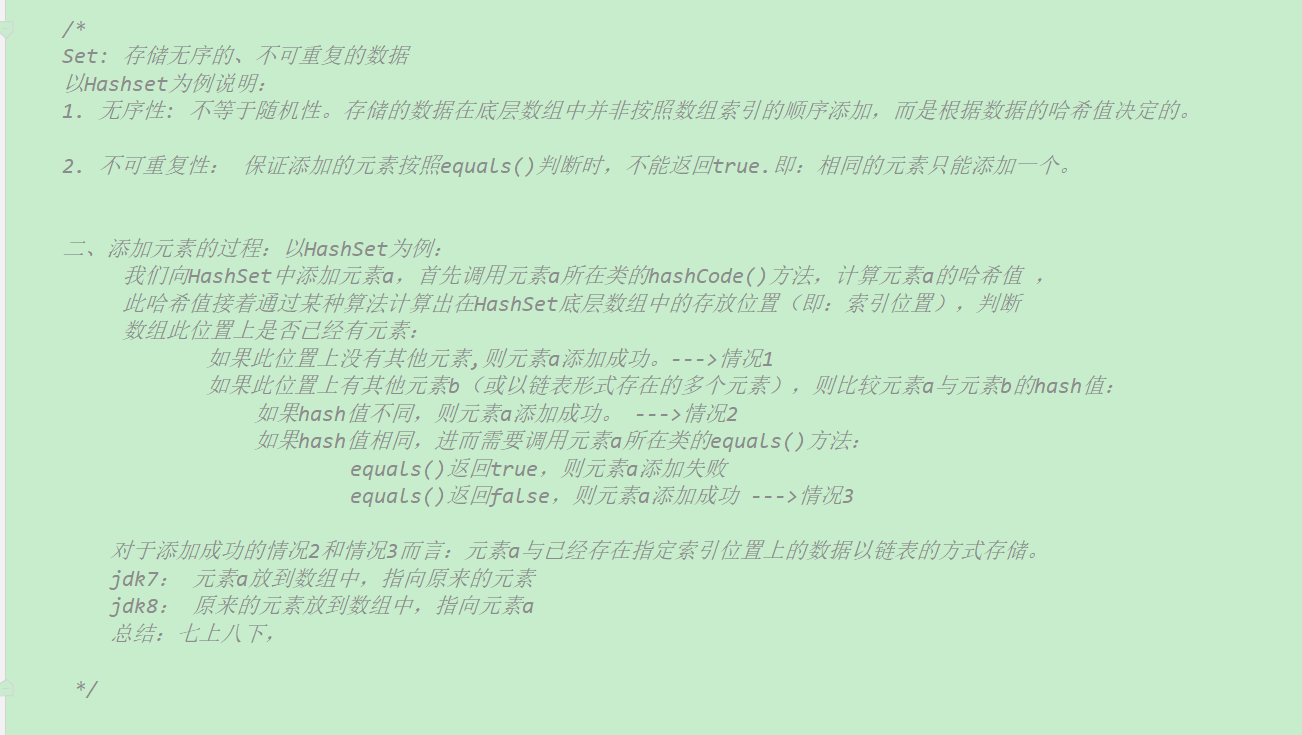 /*
Set: 存储无序的、不可重复的数据
以Hashset为例说明:
1. 无序性: 不等于随机性。存储的数据在底层数组中并非按照数组索引的顺序添加，而是根据数据的哈希值决定的。
2. 不可重复性： 保证添加的元素按照equals()判断时，不能返回true.即：相同的元素只能添加一个。
二、添加元素的过程：以HashSet为例：
我们向HashSet中添加元素a，首先调用元素a所在类的hashCode()方法，计算元素a的哈希值 ，
此哈希值接着通过某种算法计算出在HashSet底层数组中的存放位置（即：索引位置），判断
数组此位置上是否已经有元素：
如果此位置上没有其他元素,则元素a添加成功。--->情况1
如果此位置上有其他元素b（或以链表形式存在的多个元素），则比较元素a与元素b的hash值：
如果hash值不同，则元素a添加成功。 --->情况2
如果hash值相同，进而需要调用元素a所在类的equals()方法：
equals()返回true，则元素a添加失败
equals()返回false，则元素a添加成功 --->情况3
对于添加成功的情况2和情况3而言：元素a与已经存在指定索引位置上的数据以链表的方式存储。
jdk7： 元素a放到数组中，指向原来的元素
jdk8： 原来的元素放到数组中，指向元素a
总结：七上八下，
*/